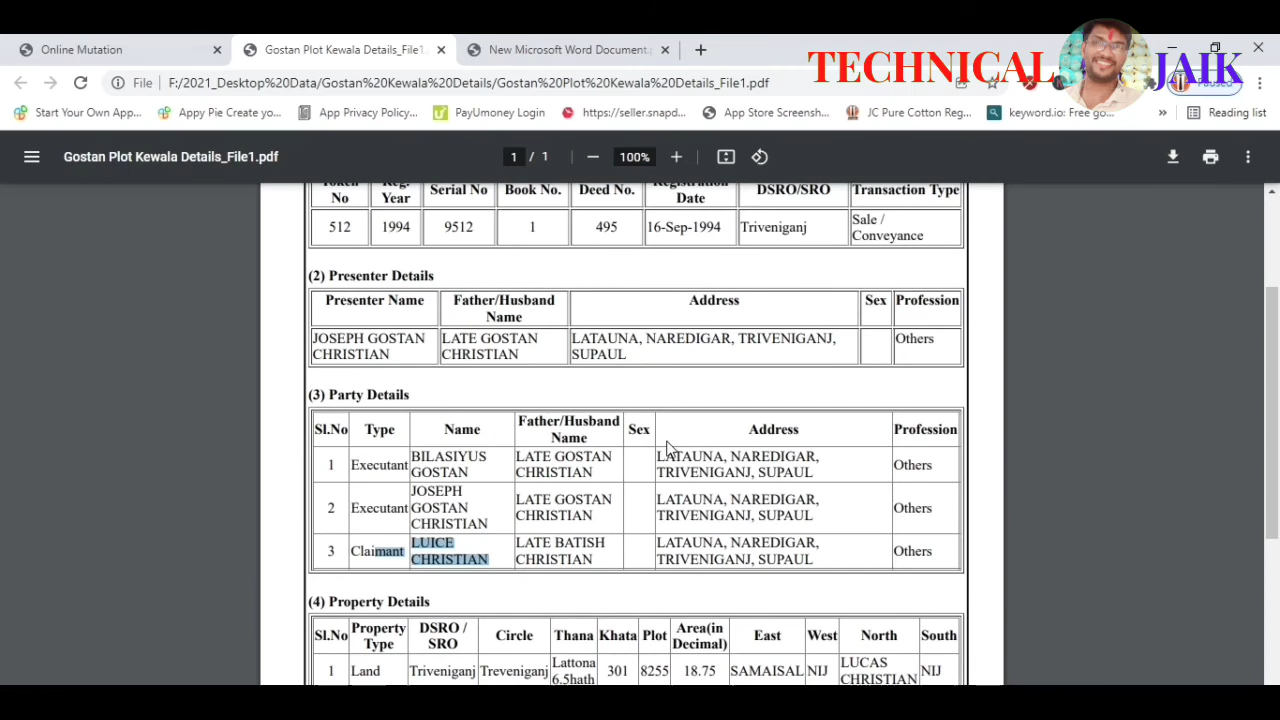 Online Mutation
Gostan Plot Kewala Details_File1.
New Microsoft Word Document.p
TECHNICAL JAIK
File F:/2021_Desktop%20Data/Gostan%20Kewala%20Details/Gostan%20Plot%20Kewala%20Details_File1.pdf
Paused
Start Your Own App... Appy Pie Create yo... App Privacy Policy... PayUmoney Login https://seller.snapd... App Store Screensh... JC Pure Cotton Reg... keyword.io: Free go... » Reading list
Gostan Plot Kewala Details_File1.pdf 1 / 1 100%
Token No Reg. Year Serial No Book No. Deed No. Registration Date DSRO/SRO Transaction Type
512 1994 9512 1 495 16-Sep-1994 Triveniganj Sale / Conveyance
(2) Presenter Details
Presenter Name Father/Husband Name Address Sex Profession
JOSEPH GOSTAN CHRISTIAN LATE GOSTAN CHRISTIAN LATAUNA, NAREDIGAR, TRIVENIGANJ, SUPAUL Others
(3) Party Details
Sl.No Type Name Father/Husband Name Sex Address Profession
1 Executant BILASIYUS GOSTAN LATE GOSTAN CHRISTIAN LATAUNA, NAREDIGAR, TRIVENIGANJ, SUPAUL Others
2 Executant JOSEPH GOSTAN CHRISTIAN LATE GOSTAN CHRISTIAN LATAUNA, NAREDIGAR, TRIVENIGANJ, SUPAUL Others
3 Claimant LUICE CHRISTIAN LATE BATISH CHRISTIAN LATAUNA, NAREDIGAR, TRIVENIGANJ, SUPAUL Others
(4) Property Details
Sl.No Property Type DSRO / SRO Circle Thana Khata Plot Area(in Decimal) East West North South
1 Land Triveniganj Treveniganj Lattona 6.5hath 301 8255 18.75 SAMAISAL NIJ LUCAS CHRISTIAN NIJ